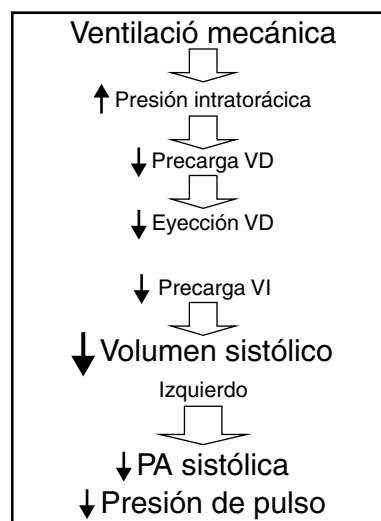 Ventilació mecánica
Presión intratorácica
Precarga VD
Eyección VD
Precarga VI
Volumen sistólico
Izquierdo
PA sistólica
Presión de pulso